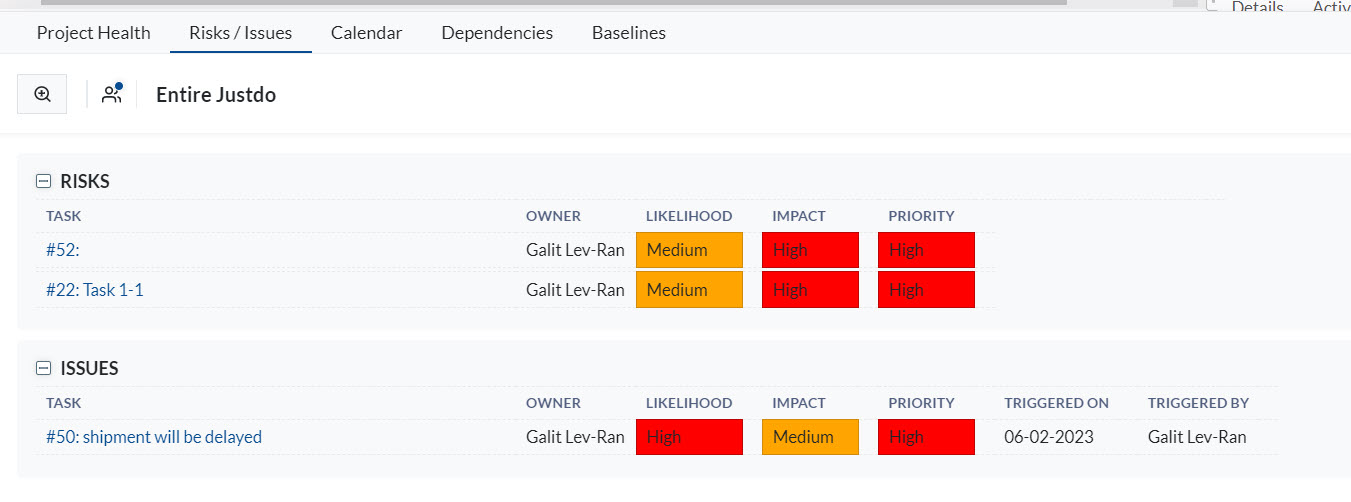 Details Activ
Project Health Risks / Issues Calendar Dependencies Baselines
Entire Justdo
RISKS
TASK OWNER LIKELIHOOD IMPACT PRIORITY
#52: Galit Lev-Ran Medium High High
#22: Task 1-1 Galit Lev-Ran Medium High High
ISSUES
TASK OWNER LIKELIHOOD IMPACT PRIORITY TRIGGERED ON TRIGGERED BY
#50: shipment will be delayed Galit Lev-Ran High Medium High 06-02-2023 Galit Lev-Ran